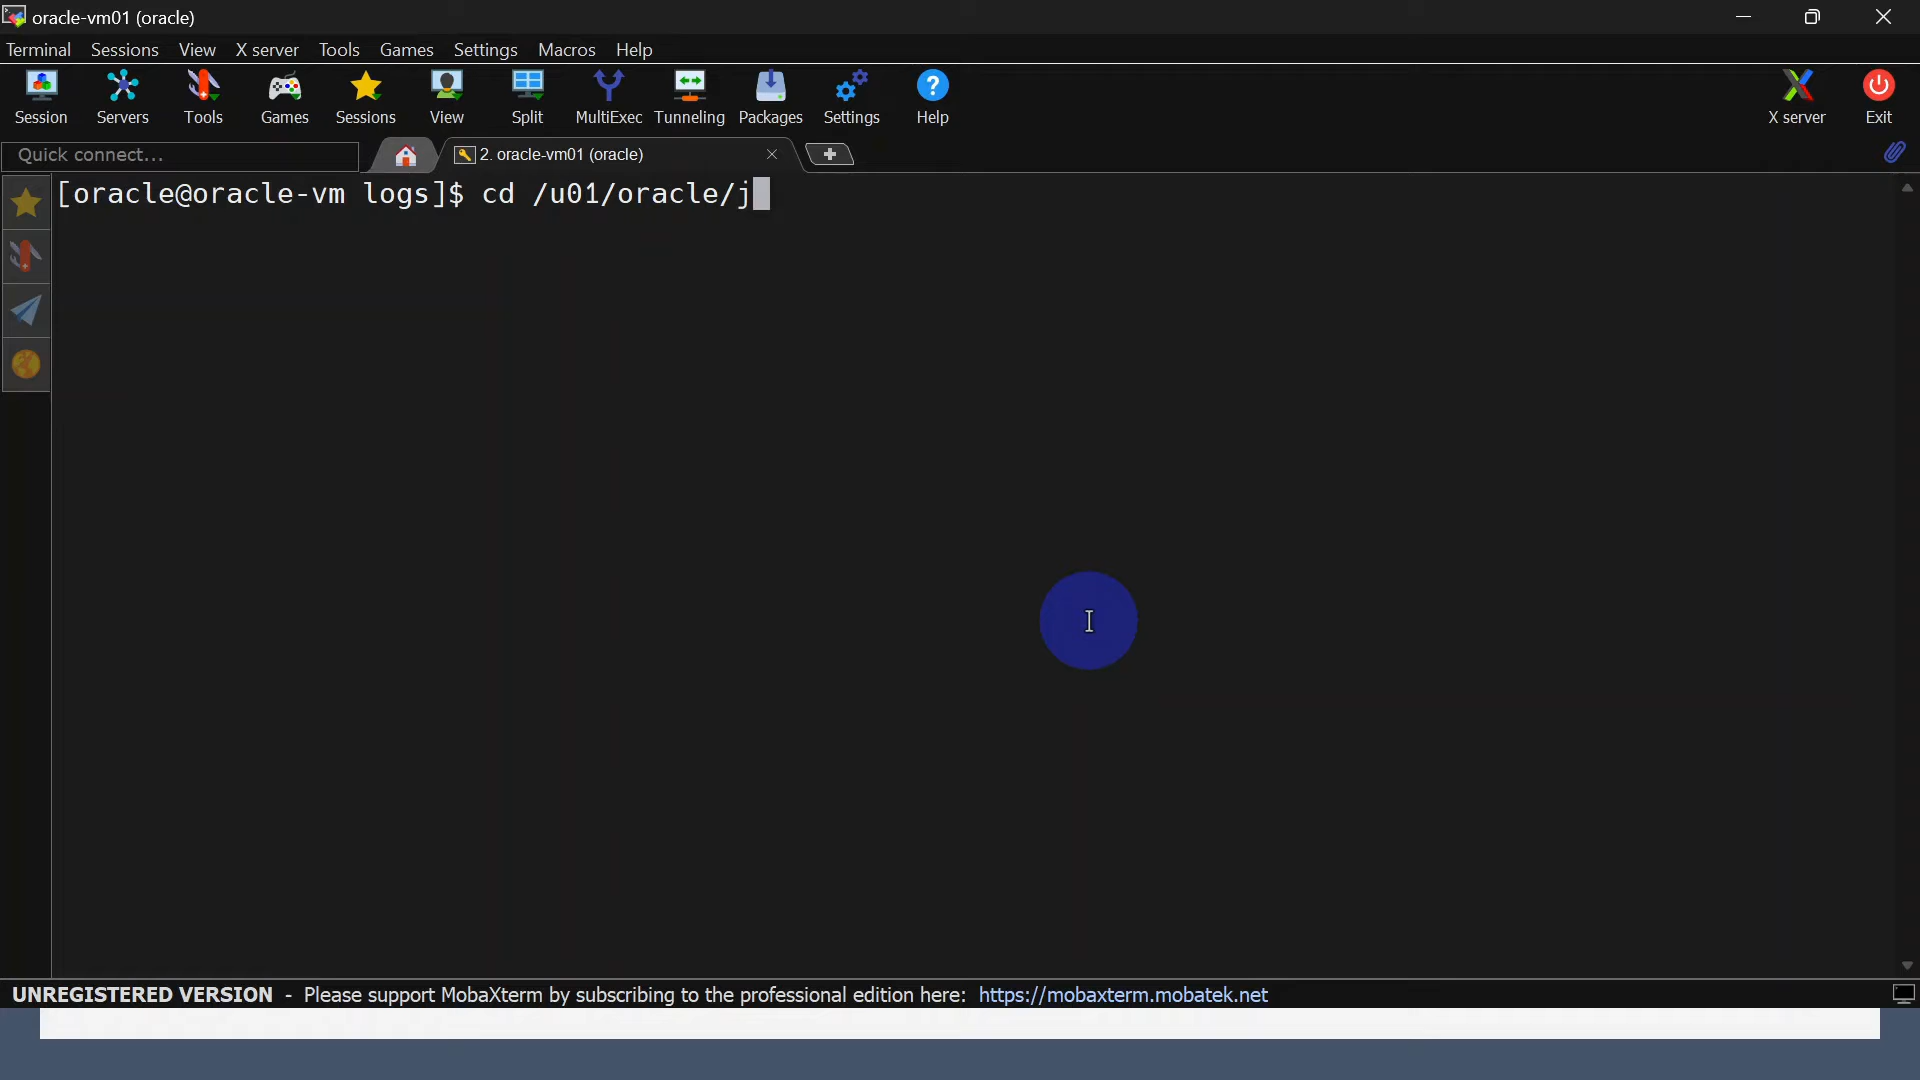 oracle-vm01 (oracle)
Terminal Sessions View X server Tools Games Settings Macros Help
Session Servers Tools Games Sessions View Split MultiExec Tunneling Packages Settings Help X server Exit
Quick connect... 2. oracle-vm01 (oracle)
[oracle@oracle-vm logs]$ cd /u01/oracle/j
UNREGISTERED VERSION - Please support MobaXterm by subscribing to the professional edition here: https://mobaxterm.mobatek.net